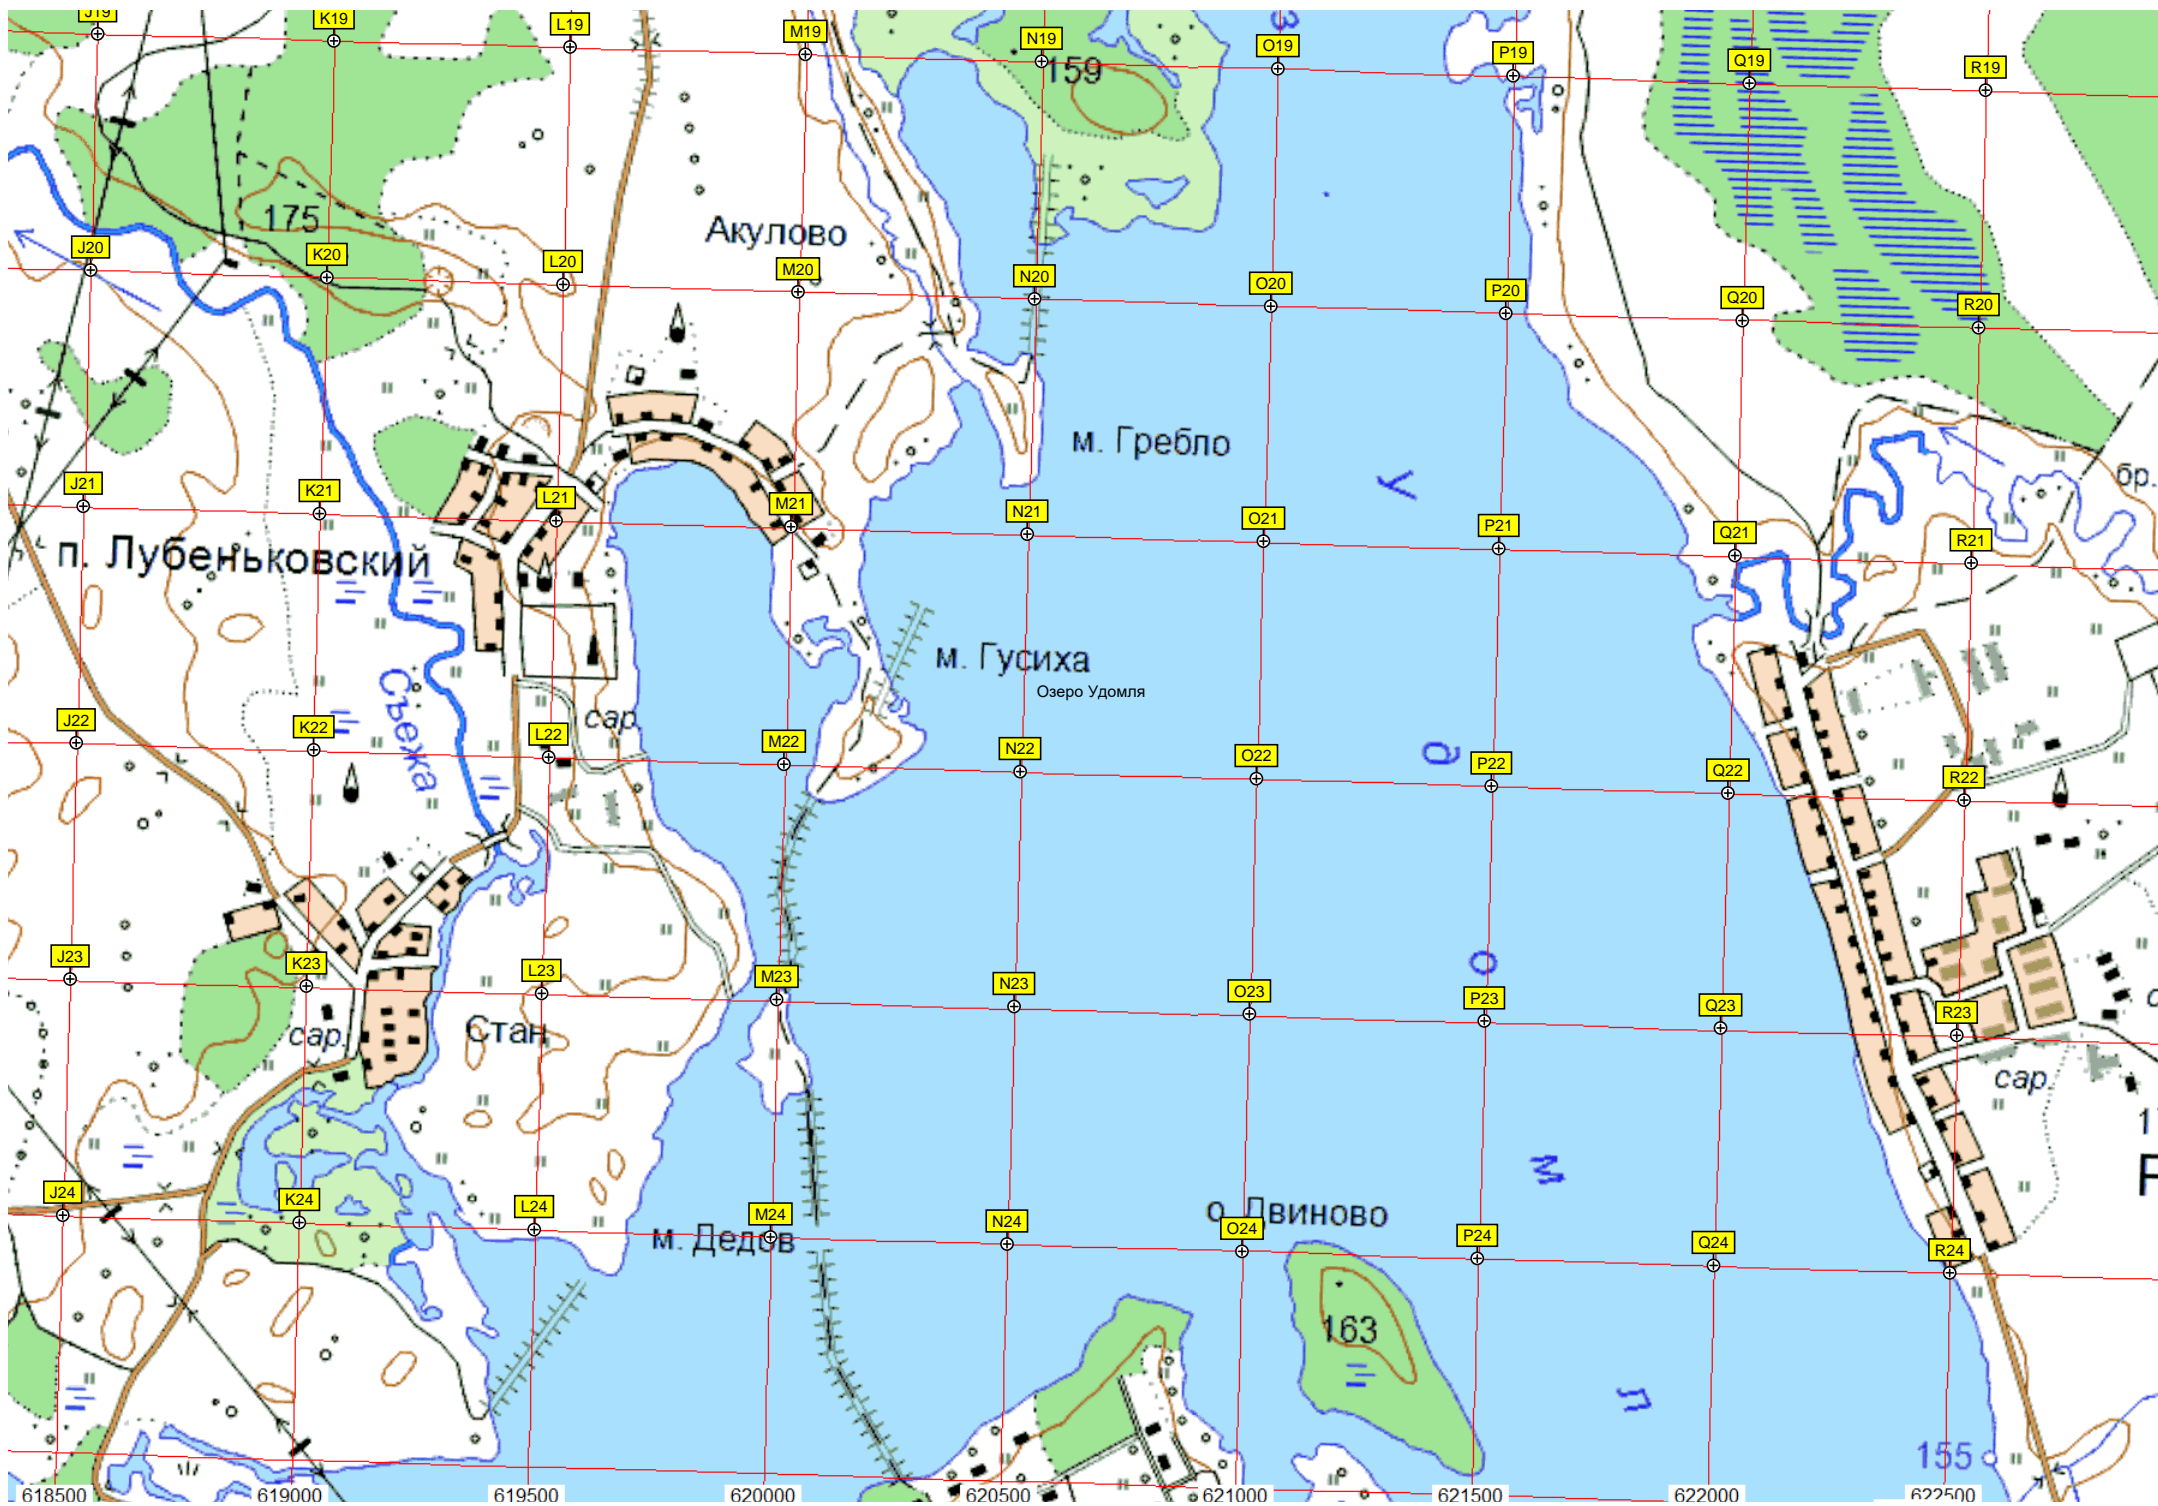 J19 K19 L19 M19 N19 O19 P19 Q19 R19
159
175
Акулово
J20 K20 L20 M20 N20 O20 P20 Q20 R20
м. Гребло
у
бр.
J21 K21 L21 M21 N21 O21 P21 Q21 R21
п. Лубеньковский
м. Гусиха
Озеро Удомля
Съежа
сар.
J22 K22 L22 M22 N22 O22 P22 Q22 R22
д
о
J23 K23 L23 M23 N23 O23 P23 Q23 R23
сар.
Стан
сар.
м
J24 K24 L24 M24 N24 O24 P24 Q24 R24
м. Дедов
о. Двиново
163
л
155
618500 619000 619500 620000 620500 621000 621500 622000 622500